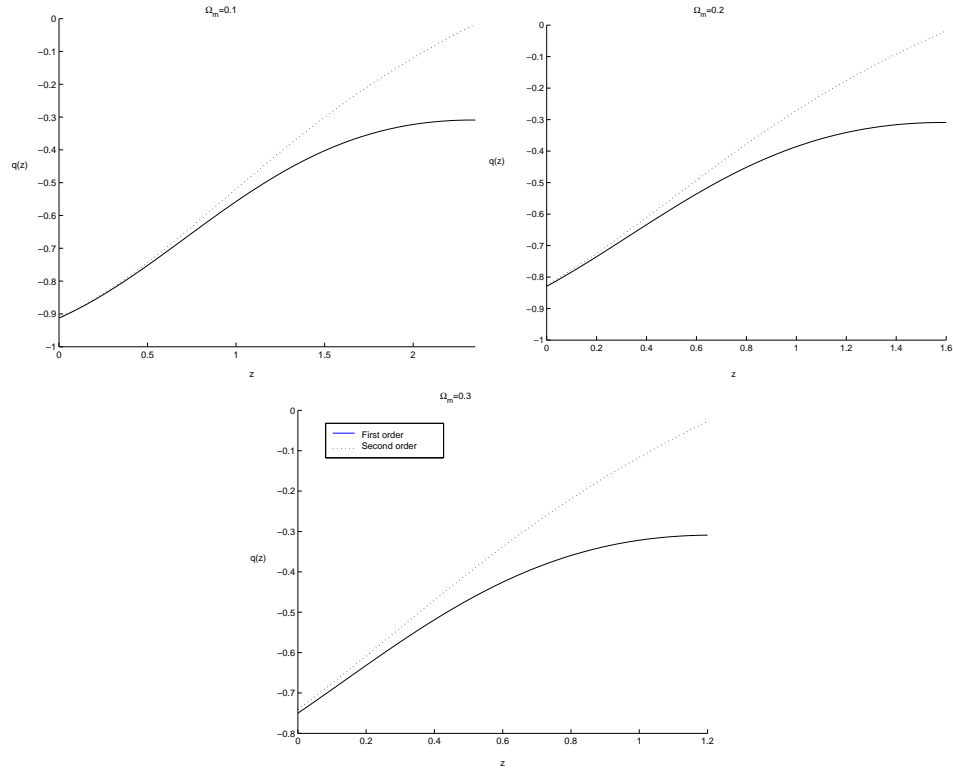 Ω_m=0.1
0
−0.1
−0.2
−0.3
−0.4
q(z)
−0.5
−0.6
−0.7
−0.8
−0.9
−1
0 0.5 1 1.5 2
z
Ω_m=0.2
0
−0.1
−0.2
−0.3
−0.4
q(z)
−0.5
−0.6
−0.7
−0.8
−0.9
−1
0 0.2 0.4 0.6 0.8 1 1.2 1.4 1.6
z
Ω_m=0.3
0
First order
Second order
−0.1
−0.2
−0.3
q(z)
−0.4
−0.5
−0.6
−0.7
−0.8
0 0.2 0.4 0.6 0.8 1 1.2
z